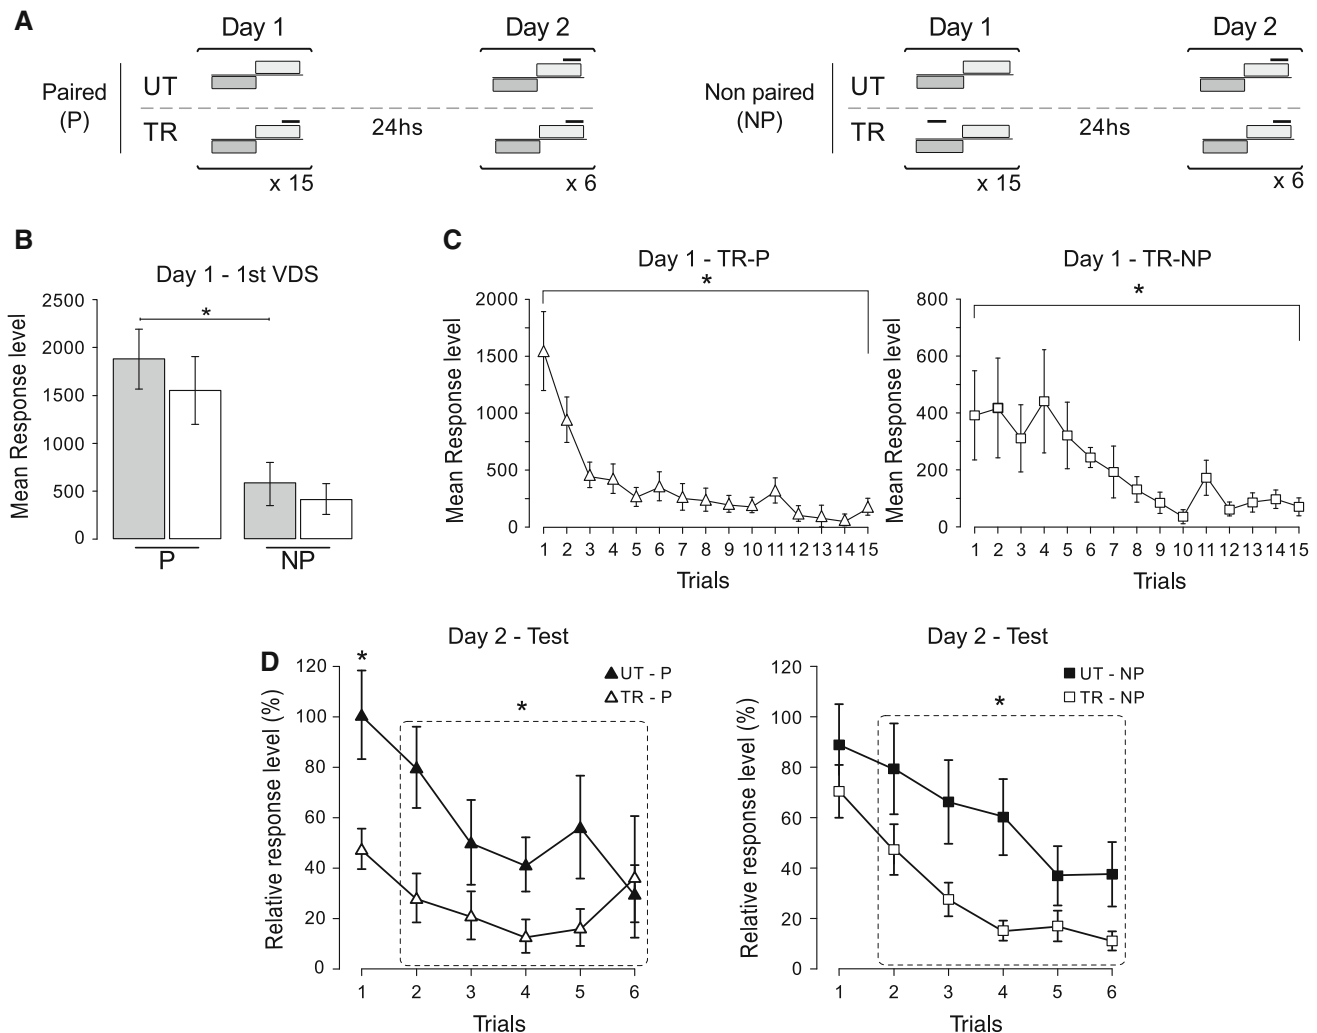 A
Day 1
Day 2
Day 1
Day 2
Paired
(P)
UT
TR
24hs
x 15
x 6
Non paired
(NP)
UT
TR
24hs
x 15
x 6
B
Day 1 - 1st VDS
Mean Response level
2500
2000
1500
1000
500
0
*
P
NP
C
Day 1 - TR-P
*
Mean Response level
2000
1500
1000
500
0
1 2 3 4 5 6 7 8 9 10 11 12 13 14 15
Trials
Day 1 - TR-NP
*
Mean Response level
800
600
400
200
0
1 2 3 4 5 6 7 8 9 10 11 12 13 14 15
Trials
D
Day 2 - Test
*
UT - P
TR - P
*
Relative response level (%)
120
100
80
60
40
20
0
1 2 3 4 5 6
Trials
Day 2 - Test
UT - NP
TR - NP
*
Relative response level (%)
120
100
80
60
40
20
0
1 2 3 4 5 6
Trials